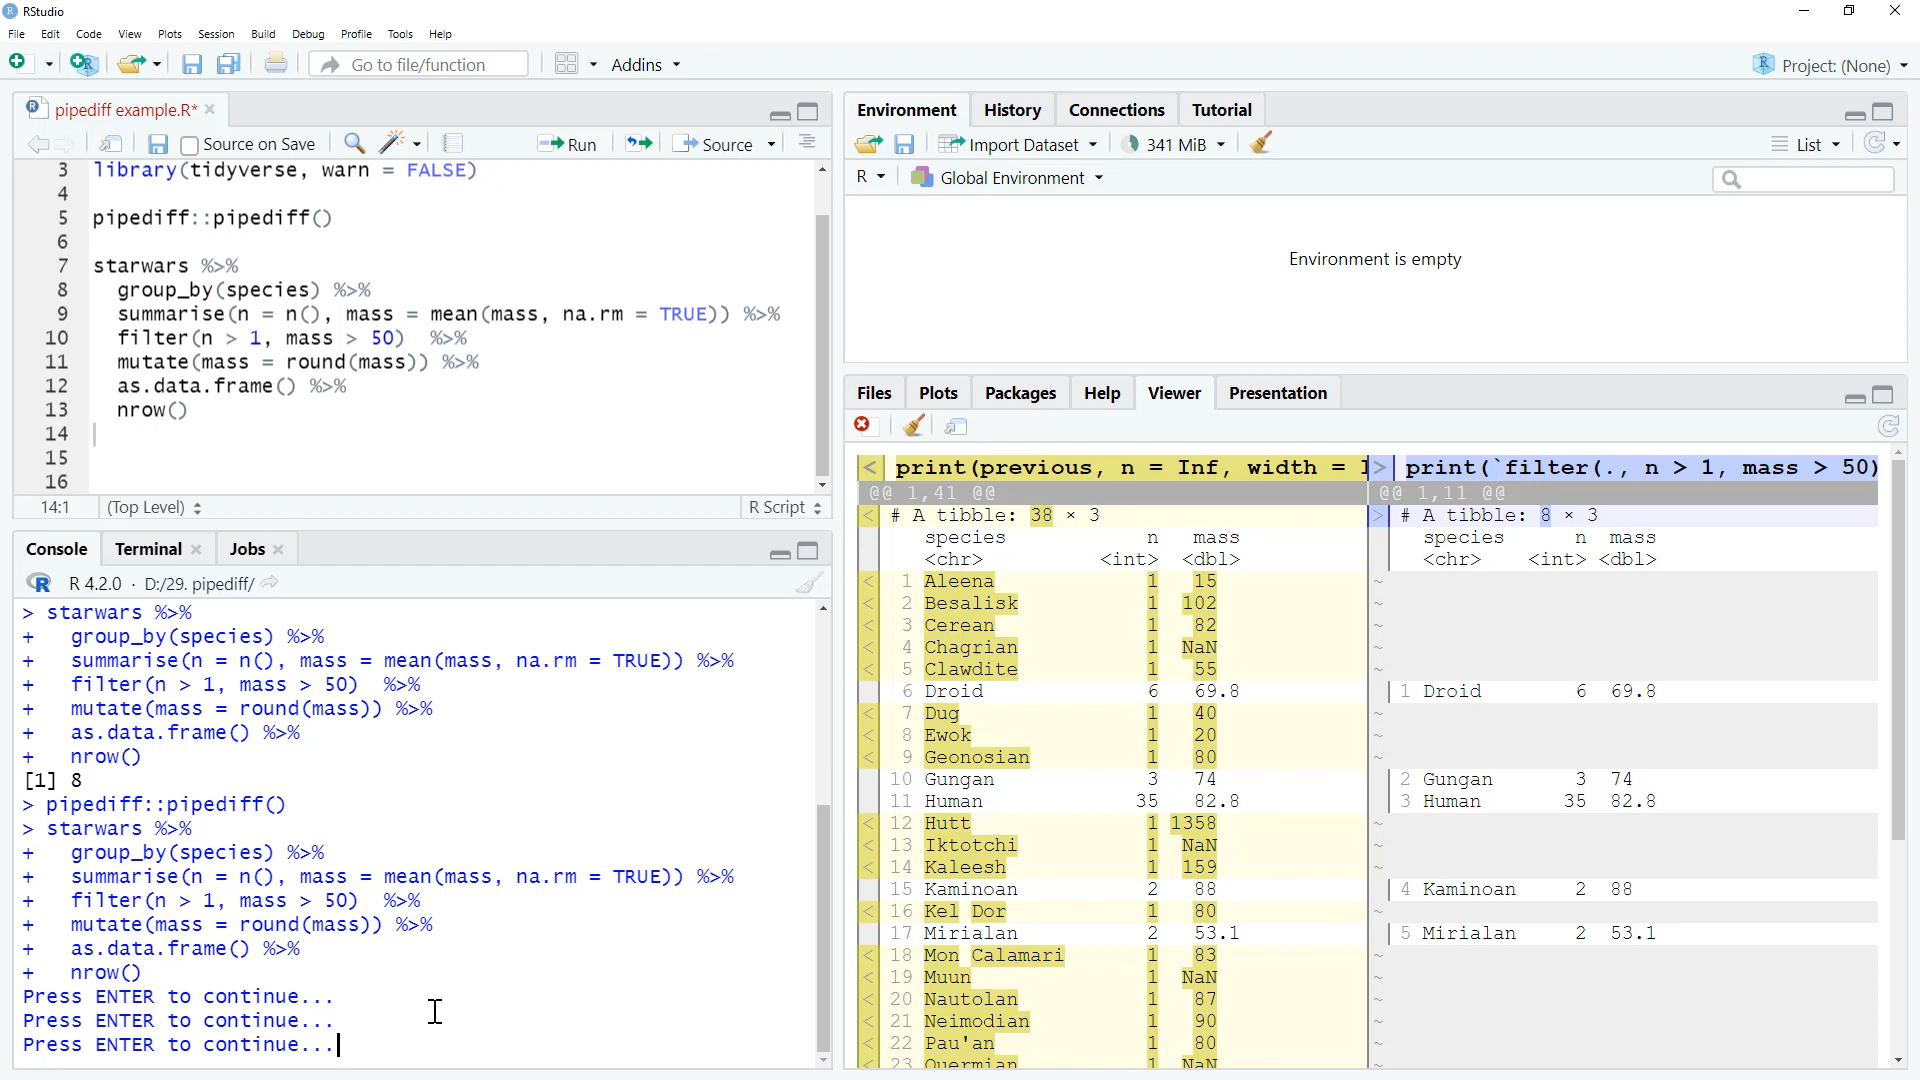 RStudio
File Edit Code View Plots Session Build Debug Profile Tools Help
Go to file/function Addins Project: (None)
pipediff example.R*
Source on Save Run Source
3 library(tidyverse, warn = FALSE)
4
5 pipediff::pipediff()
6
7 starwars %>%
8 group_by(species) %>%
9 summarise(n = n(), mass = mean(mass, na.rm = TRUE)) %>%
10 filter(n > 1, mass > 50)  %>%
11 mutate(mass = round(mass)) %>%
12 as.data.frame() %>%
13 nrow()
14
15
16
14:1 (Top Level) R Script
Console Terminal Jobs
R 4.2.0 · D:/29. pipediff/
> starwars %>%
+   group_by(species) %>%
+   summarise(n = n(), mass = mean(mass, na.rm = TRUE)) %>%
+   filter(n > 1, mass > 50)  %>%
+   mutate(mass = round(mass)) %>%
+   as.data.frame() %>%
+   nrow()
[1] 8
> pipediff::pipediff()
> starwars %>%
+   group_by(species) %>%
+   summarise(n = n(), mass = mean(mass, na.rm = TRUE)) %>%
+   filter(n > 1, mass > 50)  %>%
+   mutate(mass = round(mass)) %>%
+   as.data.frame() %>%
+   nrow()
Press ENTER to continue...
Press ENTER to continue...
Press ENTER to continue...
Environment History Connections Tutorial
Import Dataset 341 MiB List
R Global Environment
Environment is empty
Files Plots Packages Help Viewer Presentation
< print(previous, n = Inf, width = > print(`filter(., n > 1, mass > 50)
@@ 1,41 @@ @@ 1,11 @@
< # A tibble: 38 × 3 > # A tibble: 8 × 3
species n mass species n mass
<chr> <int> <dbl> <chr> <int> <dbl>
< 1 Aleena 1 15 ~
< 2 Besalisk 1 102 ~
< 3 Cerean 1 82 ~
< 4 Chagrian 1 NaN ~
< 5 Clawdite 1 55 ~
6 Droid 6 69.8 1 Droid 6 69.8
< 7 Dug 1 40 ~
< 8 Ewok 1 20 ~
< 9 Geonosian 1 80 ~
10 Gungan 3 74 2 Gungan 3 74
11 Human 35 82.8 3 Human 35 82.8
< 12 Hutt 1 1358 ~
< 13 Iktotchi 1 NaN ~
< 14 Kaleesh 1 159 ~
15 Kaminoan 2 88 4 Kaminoan 2 88
< 16 Kel Dor 1 80 ~
17 Mirialan 2 53.1 5 Mirialan 2 53.1
< 18 Mon Calamari 1 83 ~
< 19 Muun 1 NaN ~
< 20 Nautolan 1 87 ~
< 21 Neimodian 1 90 ~
< 22 Pau'an 1 80 ~
< 23 Quermian 1 NaN ~